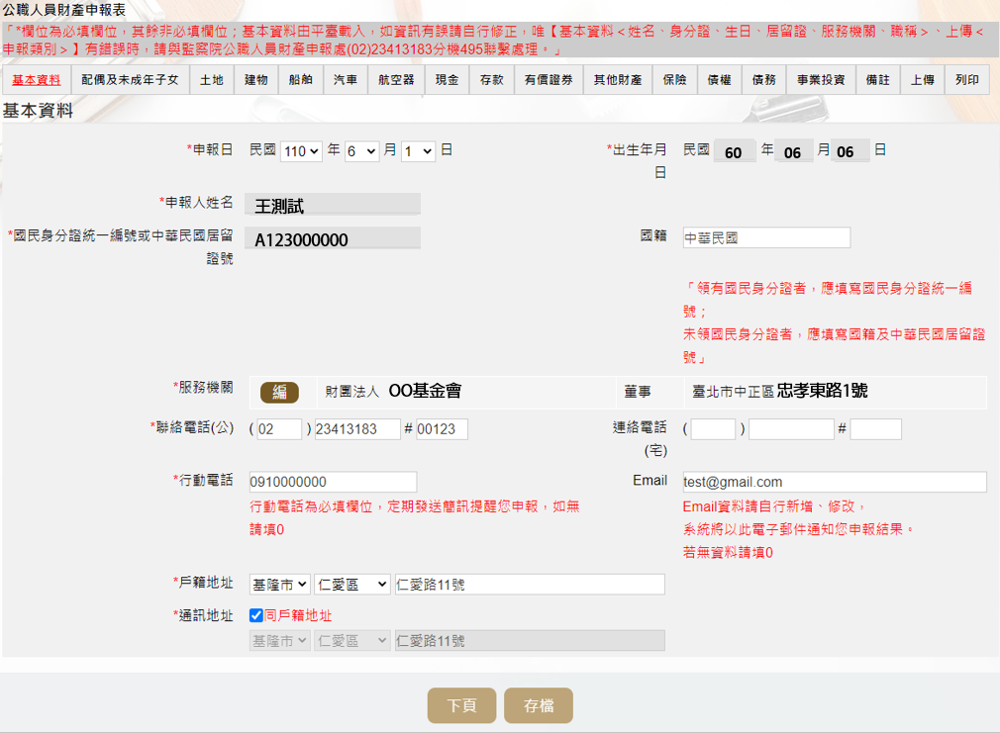 公職人員財產申報表
「*欄位為必填欄位，其餘非必填欄位；基本資料由平臺載入，如資訊有誤請自行修正，唯【基本資料＜姓名、身分證、生日、居留證、服務機關、職稱＞、上傳＜
申報類別＞】有錯誤時，請與監察院公職人員財產申報處(02)23413183分機495聯繫處理。」
基本資料 配偶及未成年子女 土地 建物 船舶 汽車 航空器 現金 存款 有價證券 其他財產 保險 債權 債務 事業投資 備註 上傳 列印
基本資料
*申報日 民國 110 年 6 月 1 日 *出生年月 民國 60 年 06 月 06 日
日
*申報人姓名 王測試
*國民身分證統一編號或中華民國居留 A123000000 國籍 中華民國
證號
「領有國民身分證者，應填寫國民身分證統一編
號；
未領國民身分證者，應填寫國籍及中華民國居留證
號」
*服務機關 編 財團法人 OO基金會 董事 臺北市中正區忠孝東路1號
*聯絡電話(公) (02)23413183#00123 連絡電話 ( ) #
(宅)
*行動電話 0910000000 Email test@gmail.com
行動電話為必填欄位，定期發送簡訊提醒您申報，如無 Email資料請自行新增、修改，
請填0 系統將以此電子郵件通知您申報結果。
若無資料請填0
*戶籍地址 基隆市 仁愛區 仁愛路11號
*通訊地址 同戶籍地址
基隆市 仁愛區 仁愛路11號
下頁 存檔